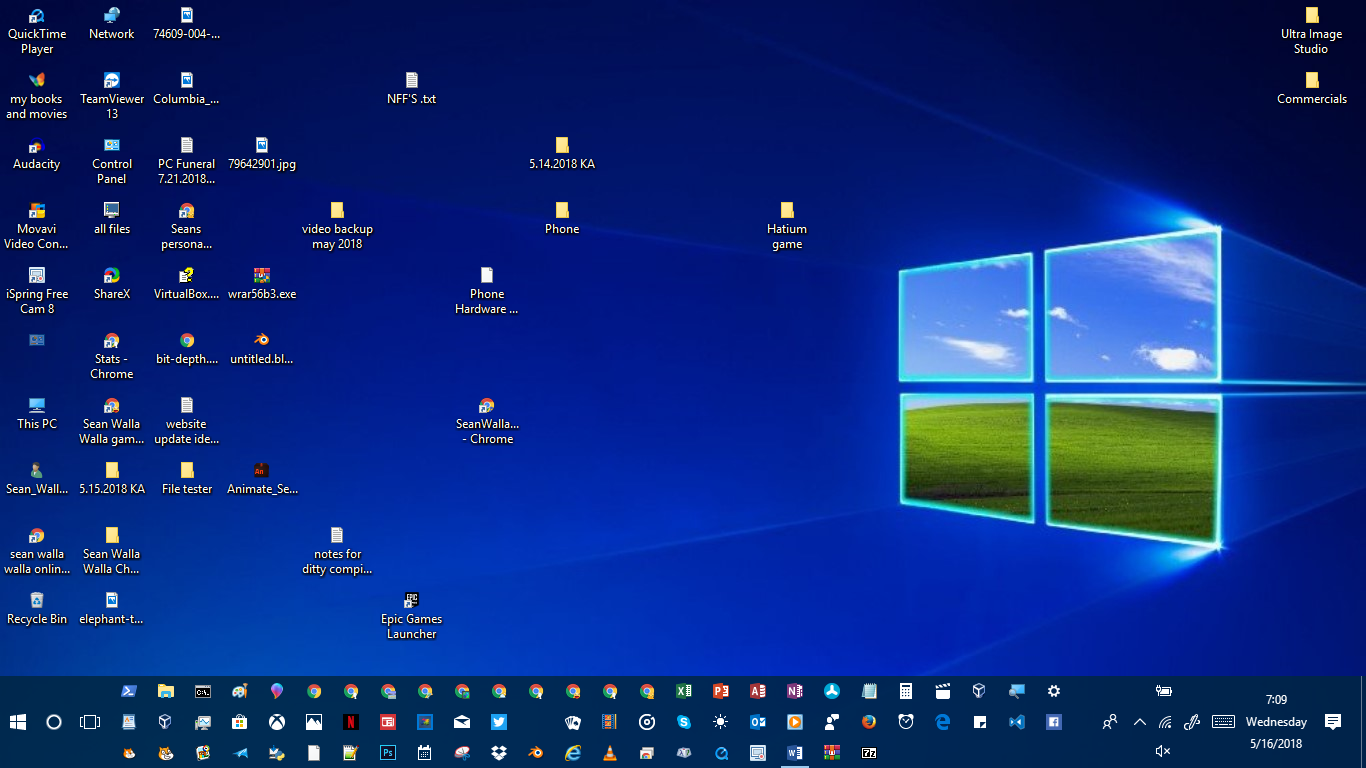 QuickTime
Player
Network
74609-004-...
Ultra Image
Studio
my books
and movies
TeamViewer
13
Columbia_...
NFF'S .txt
Commercials
Audacity
Control
Panel
PC Funeral
7.21.2018...
79642901.jpg
5.14.2018 KA
Movavi
Video Con...
all files
Seans
persona...
video backup
may 2018
Phone
Hatium
game
iSpring Free
Cam 8
ShareX
VirtualBox....
wrar56b3.exe
Phone
Hardware ...
Stats -
Chrome
bit-depth....
untitled.bl...
This PC
Sean Walla
Walla gam...
website
update ide...
SeanWalla...
- Chrome
Sean_Wall...
5.15.2018 KA
File tester
An
Animate_Se...
sean walla
walla onlin...
Sean Walla
Walla Ch...
notes for
ditty compi...
Recycle Bin
elephant-t...
EPIC
Epic Games
Launcher
7:09
Wednesday
5/16/2018